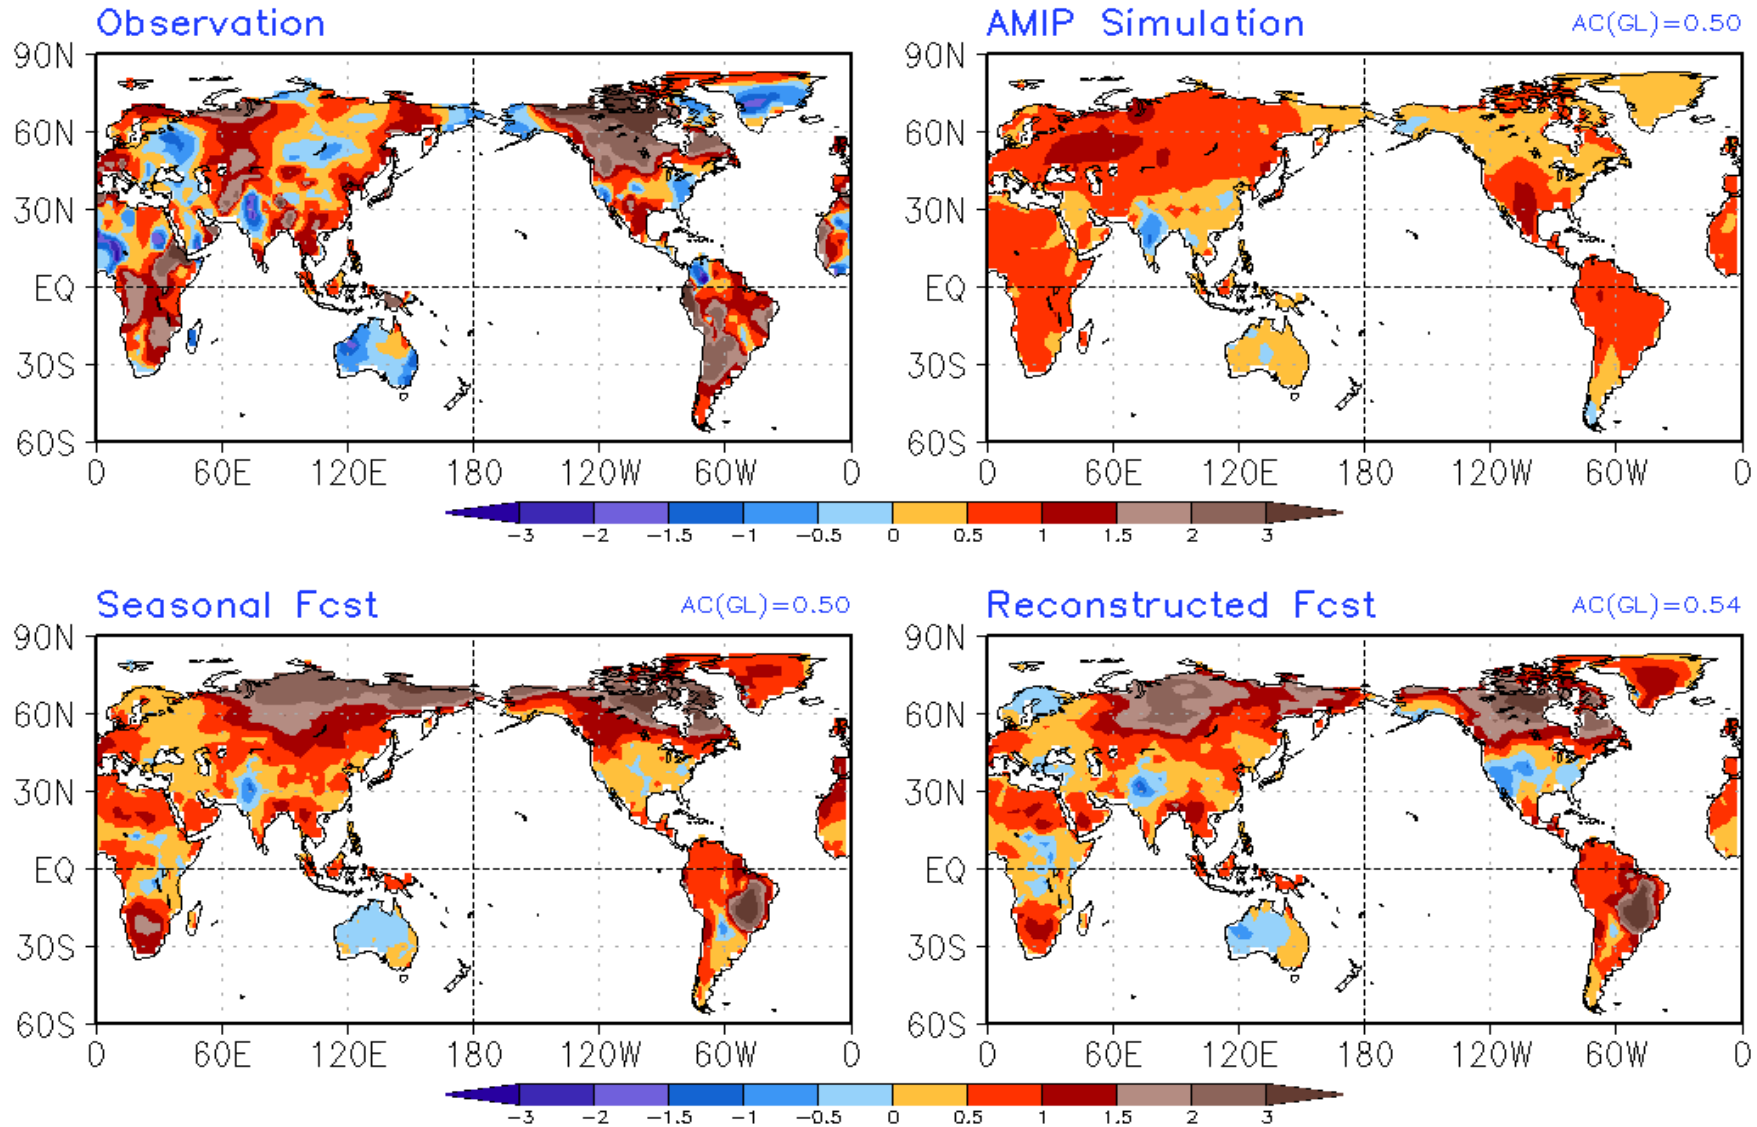 Observation
AMIP Simulation AC(GL)=0.50
90N
60N
30N
EQ
30S
60S
0 60E 120E 180 120W 60W 0
90N
60N
30N
EQ
30S
60S
0 60E 120E 180 120W 60W 0
-3 -2 -1.5 -1 -0.5 0 0.5 1 1.5 2 3
Seasonal Fcst AC(GL)=0.50
Reconstructed Fcst AC(GL)=0.54
90N
60N
30N
EQ
30S
60S
0 60E 120E 180 120W 60W 0
90N
60N
30N
EQ
30S
60S
0 60E 120E 180 120W 60W 0
-3 -2 -1.5 -1 -0.5 0 0.5 1 1.5 2 3